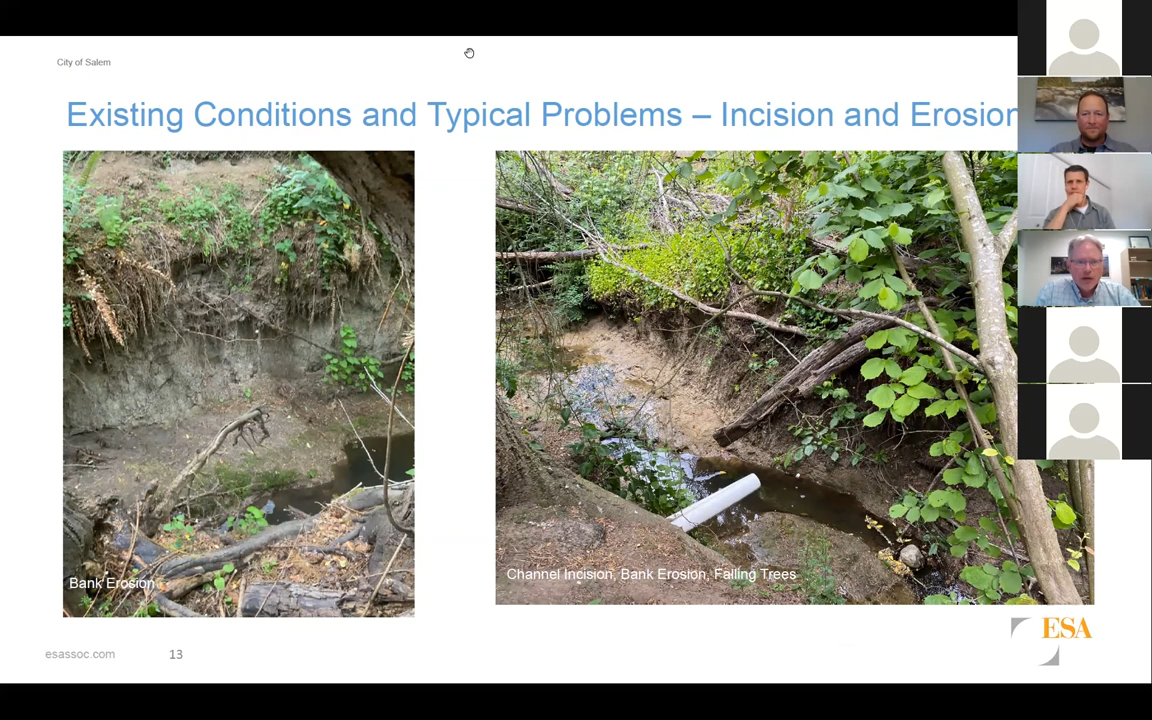 City of Salem
Existing Conditions and Typical Problems – Incision and Erosion
Bank Erosion
Channel Incision, Bank Erosion, Failing Trees
esassoc.com
13
ESA